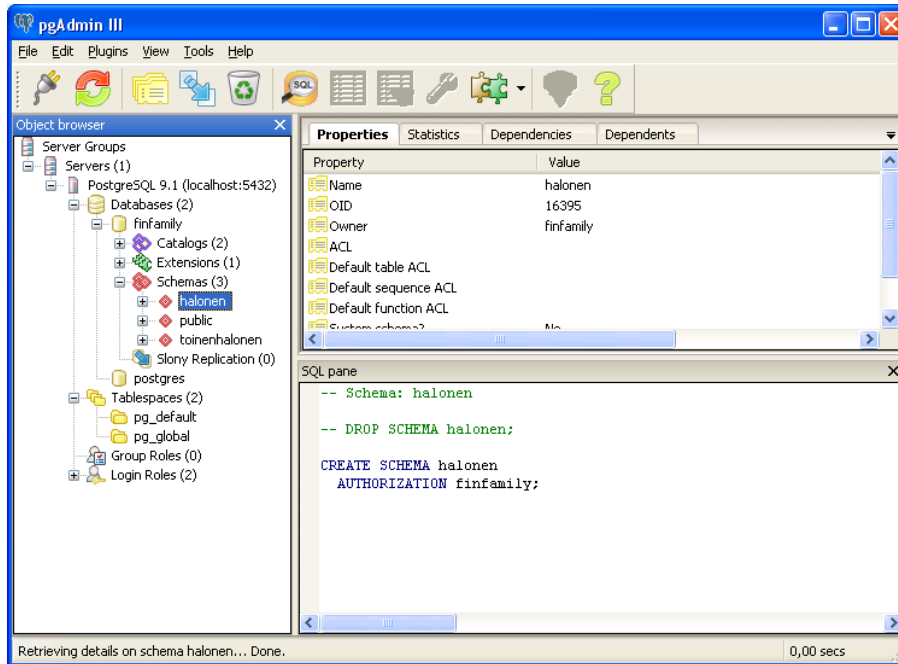 pgAdmin III
File Edit Plugins View Tools Help
SQL
Object browser
Server Groups
Servers (1)
PostgreSQL 9.1 (localhost:5432)
Databases (2)
finfamily
Catalogs (2)
Extensions (1)
Schemas (3)
halonen
public
toinenhalonen
Slony Replication (0)
postgres
Tablespaces (2)
pg_default
pg_global
Group Roles (0)
Login Roles (2)
Properties Statistics Dependencies Dependents
Property Value
Name halonen
OID 16395
Owner finfamily
ACL
Default table ACL
Default sequence ACL
Default function ACL
System schema? No
SQL pane
-- Schema: halonen
-- DROP SCHEMA halonen;
CREATE SCHEMA halonen
AUTHORIZATION finfamily;
Retrieving details on schema halonen... Done. 0,00 secs